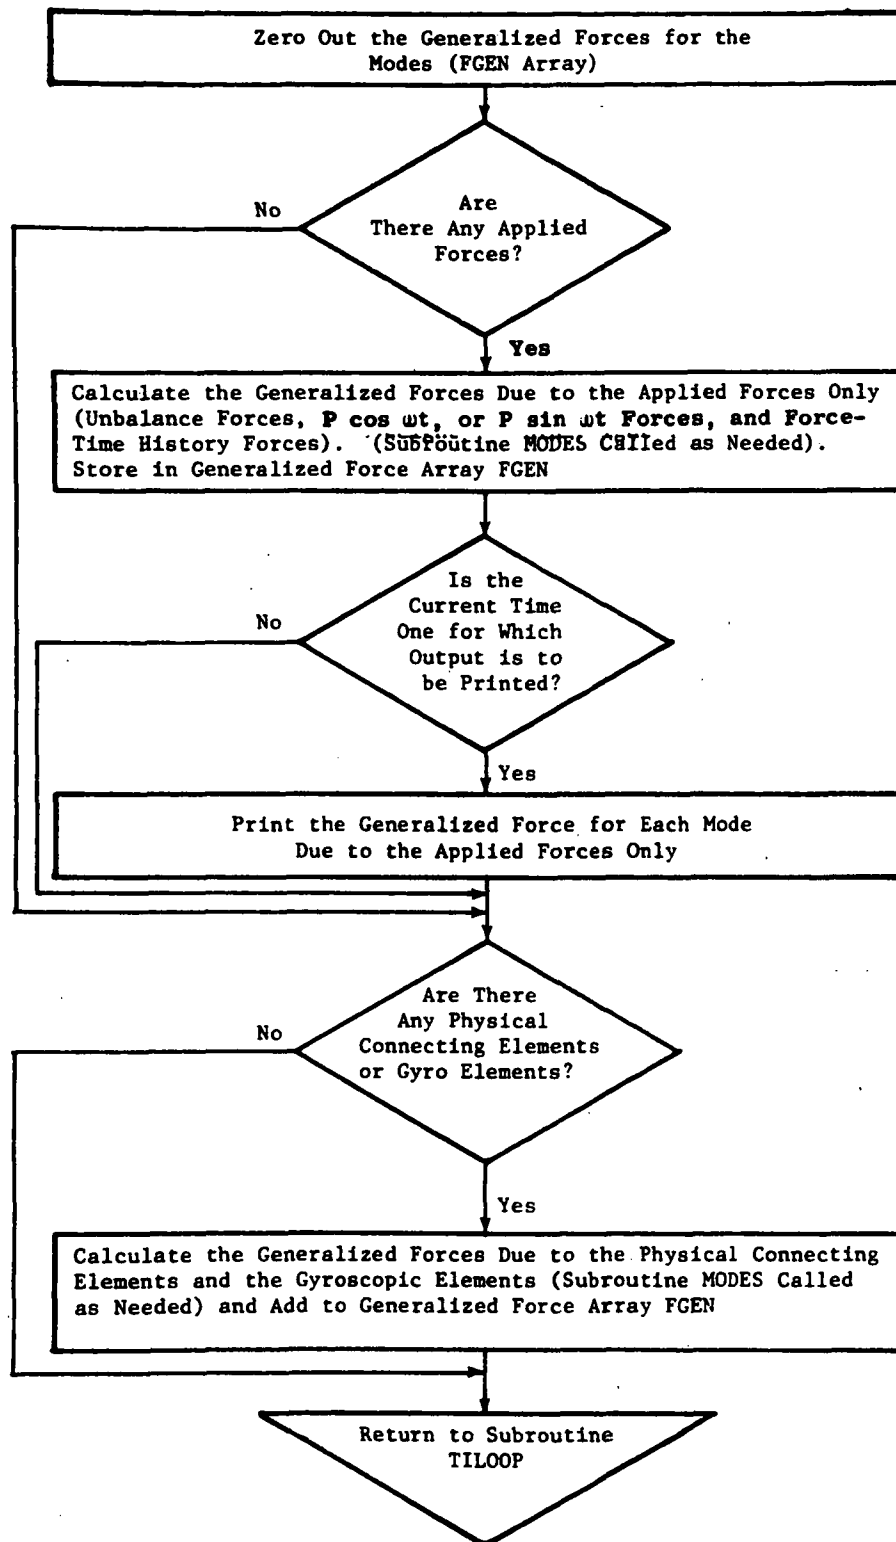 Zero Out the Generalized Forces for the
Modes (FGEN Array)
No
Are
There Any Applied
Forces?
Yes
Calculate the Generalized Forces Due to the Applied Forces Only
(Unbalance Forces, P cos ωt, or P sin ωt Forces, and Force-
Time History Forces). (Subroutine MODES Called as Needed).
Store in Generalized Force Array FGEN
Is the
Current Time
No
One for Which
Output is to
be Printed?
Yes
Print the Generalized Force for Each Mode
Due to the Applied Forces Only
Are There
Any Physical
No
Connecting Elements
or Gyro Elements?
Yes
Calculate the Generalized Forces Due to the Physical Connecting
Elements and the Gyroscopic Elements (Subroutine MODES Called
as Needed) and Add to Generalized Force Array FGEN
Return to Subroutine
TILOOP